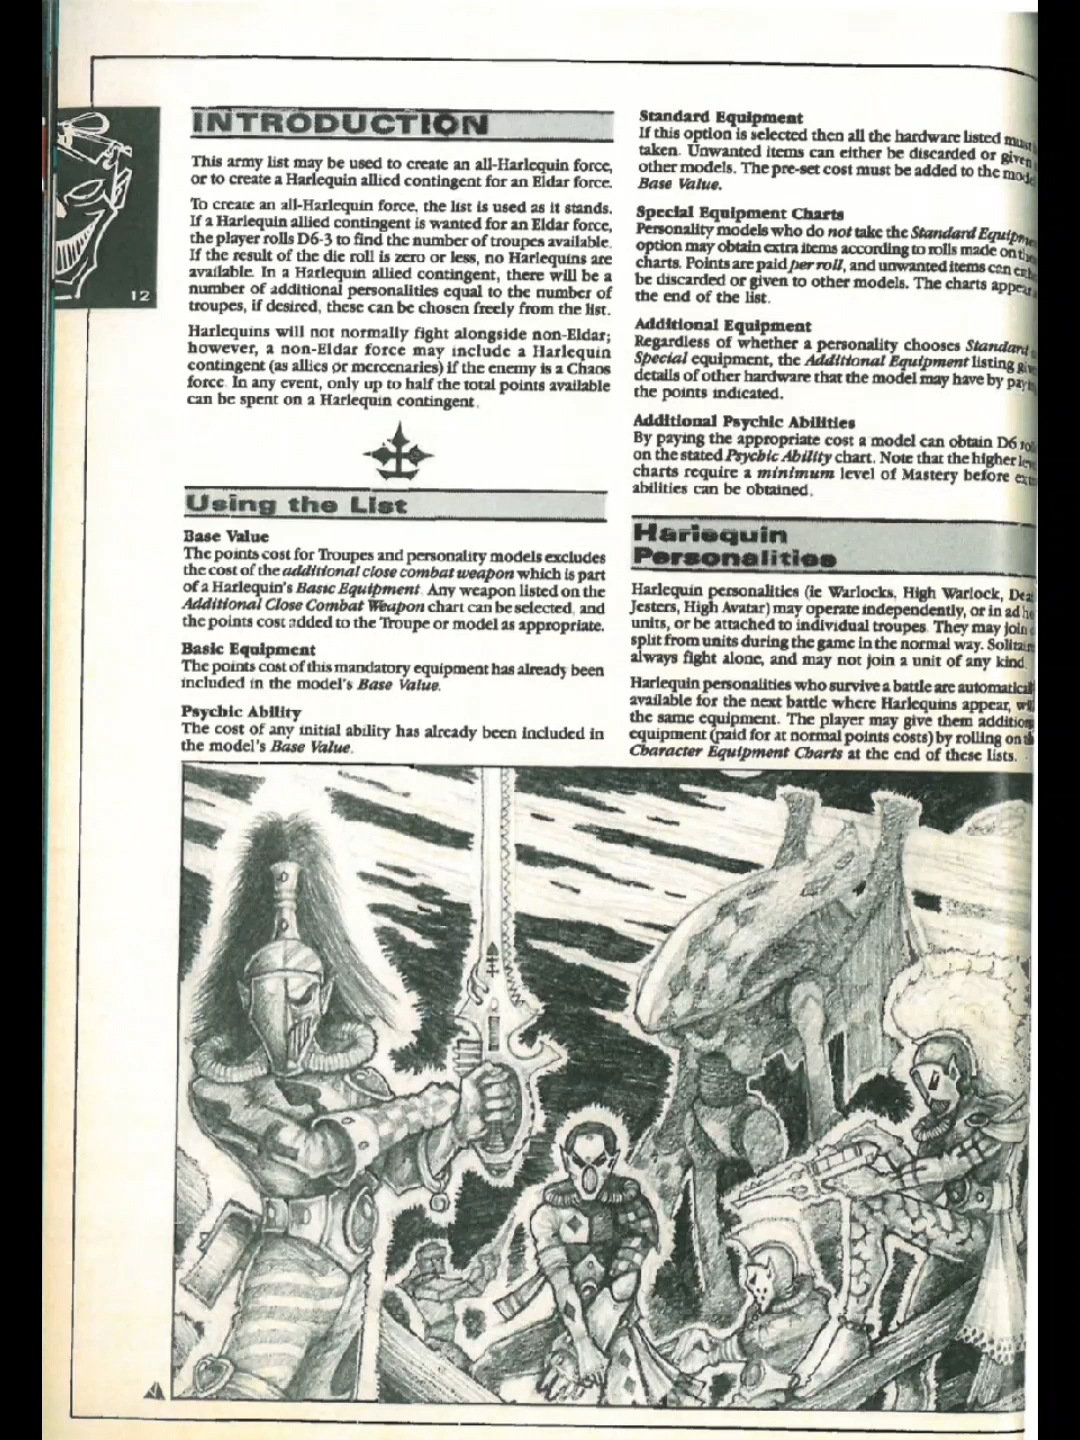 12
INTRODUCTION
This army list may be used to create an all-Harlequin force,
or to create a Harlequin allied contingent for an Eldar force.
To create an all-Harlequin force, the list is used as it stands.
If a Harlequin allied contingent is wanted for an Eldar force,
the player rolls D6-3 to find the number of troupes available.
If the result of the die roll is zero or less, no Harlequins are
available. In a Harlequin allied contingent, there will be a
number of additional personalities equal to the number of
troupes, if desired, these can be chosen freely from the list.
Harlequins will not normally fight alongside non-Eldar;
however, a non-Eldar force may include a Harlequin
contingent (as allies or mercenaries) if the enemy is a Chaos
force. In any event, only up to half the total points available
can be spent on a Harlequin contingent.
Using the List
Base Value
The points cost for Troupes and personality models excludes
the cost of the additional close combat weapon which is part
of a Harlequin's Basic Equipment. Any weapon listed on the
Additional Close Combat Weapon chart can be selected, and
the points cost added to the Troupe or model as appropriate.
Basic Equipment
The points cost of this mandatory equipment has already been
included in the model's Base Value.
Psychic Ability
The cost of any initial ability has already been included in
the model's Base Value.
Standard Equipment
If this option is selected then all the hardware listed must
taken. Unwanted items can either be discarded or given
other models. The pre-set cost must be added to the
Base Value.
Special Equipment Charts
Personality models who do not take the Standard
option may obtain extra items according to rolls made on
charts. Points are paid per roll, and unwanted items can
be discarded or given to other models. The charts appear
the end of the list.
Additional Equipment
Regardless of whether a personality chooses Standard
Special equipment, the Additional Equipment listing
details of other hardware that the model may have by
the points indicated.
Additional Psychic Abilities
By paying the appropriate cost a model can obtain D6
on the stated Psychic Ability chart. Note that the higher
charts require a minimum level of Mastery before
abilities can be obtained.
Harlequin
Personalities
Harlequin personalities (ie Warlocks, High Warlock,
Jesters, High Avatar) may operate independently, or in ad
units, or be attached to individual troupes. They may join
split from units during the game in the normal way.
always fight alone, and may not join a unit of any kind.
Harlequin personalities who survive a battle are
available for the next battle where Harlequins appear,
the same equipment. The player may give them
equipment (paid for at normal points costs) by rolling on
Character Equipment Charts at the end of these lists.